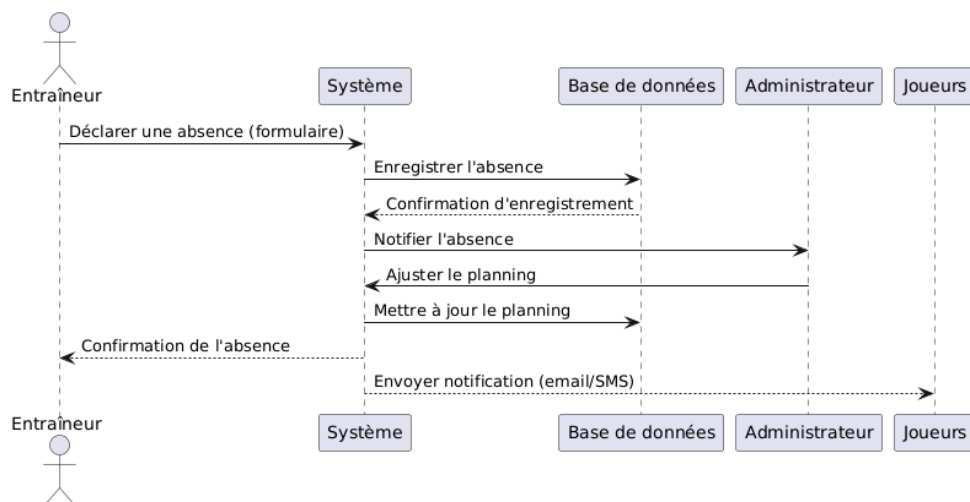 Entraîneur
Système
Base de données
Administrateur
Joueurs
Déclarer une absence (formulaire)
Enregistrer l'absence
Confirmation d'enregistrement
Notifier l'absence
Ajuster le planning
Mettre à jour le planning
Confirmation de l'absence
Envoyer notification (email/SMS)
Entraîneur
Système
Base de données
Administrateur
Joueurs